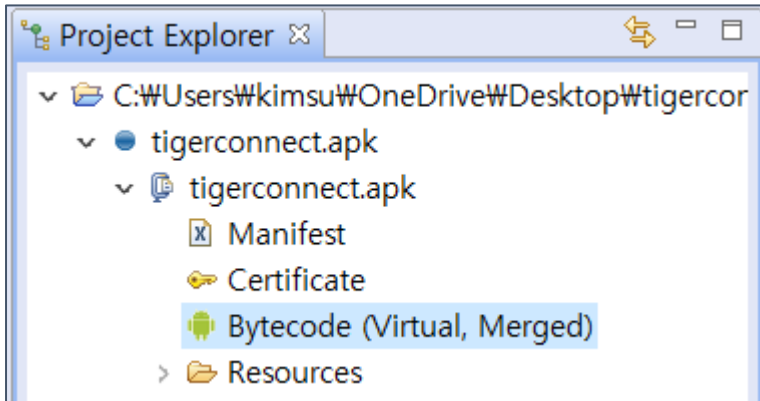 Project Explorer
C:₩Users₩kimsu₩OneDrive₩Desktop₩tigercor
tigerconnect.apk
tigerconnect.apk
Manifest
Certificate
Bytecode (Virtual, Merged)
Resources